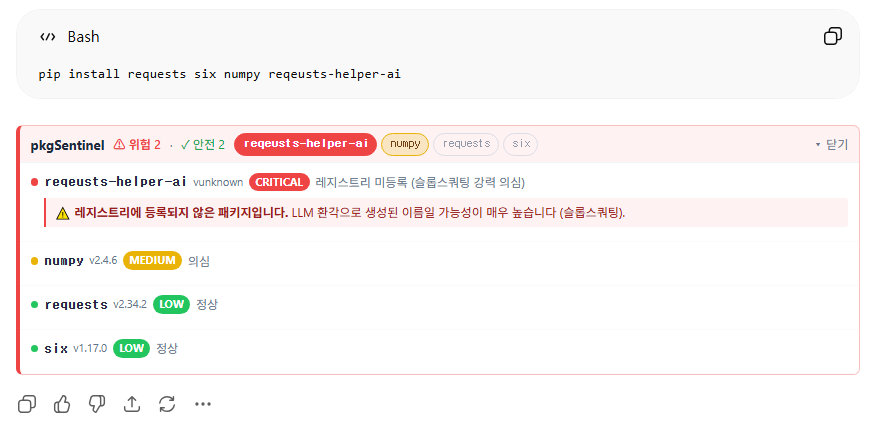 Bash
pip install requests six numpy reqeusts-helper-ai
pkgSentinel ⚠ 위험 2 · ✓ 안전 2 reqeusts-helper-ai numpy requests six ▾ 닫기
reqeusts-helper-ai vunknown CRITICAL 레지스트리 미등록 (슬롭스쿼팅 강력 의심)
⚠ 레지스트리에 등록되지 않은 패키지입니다. LLM 환각으로 생성된 이름일 가능성이 매우 높습니다 (슬롭스쿼팅).
numpy v2.4.6 MEDIUM 의심
requests v2.34.2 LOW 정상
six v1.17.0 LOW 정상